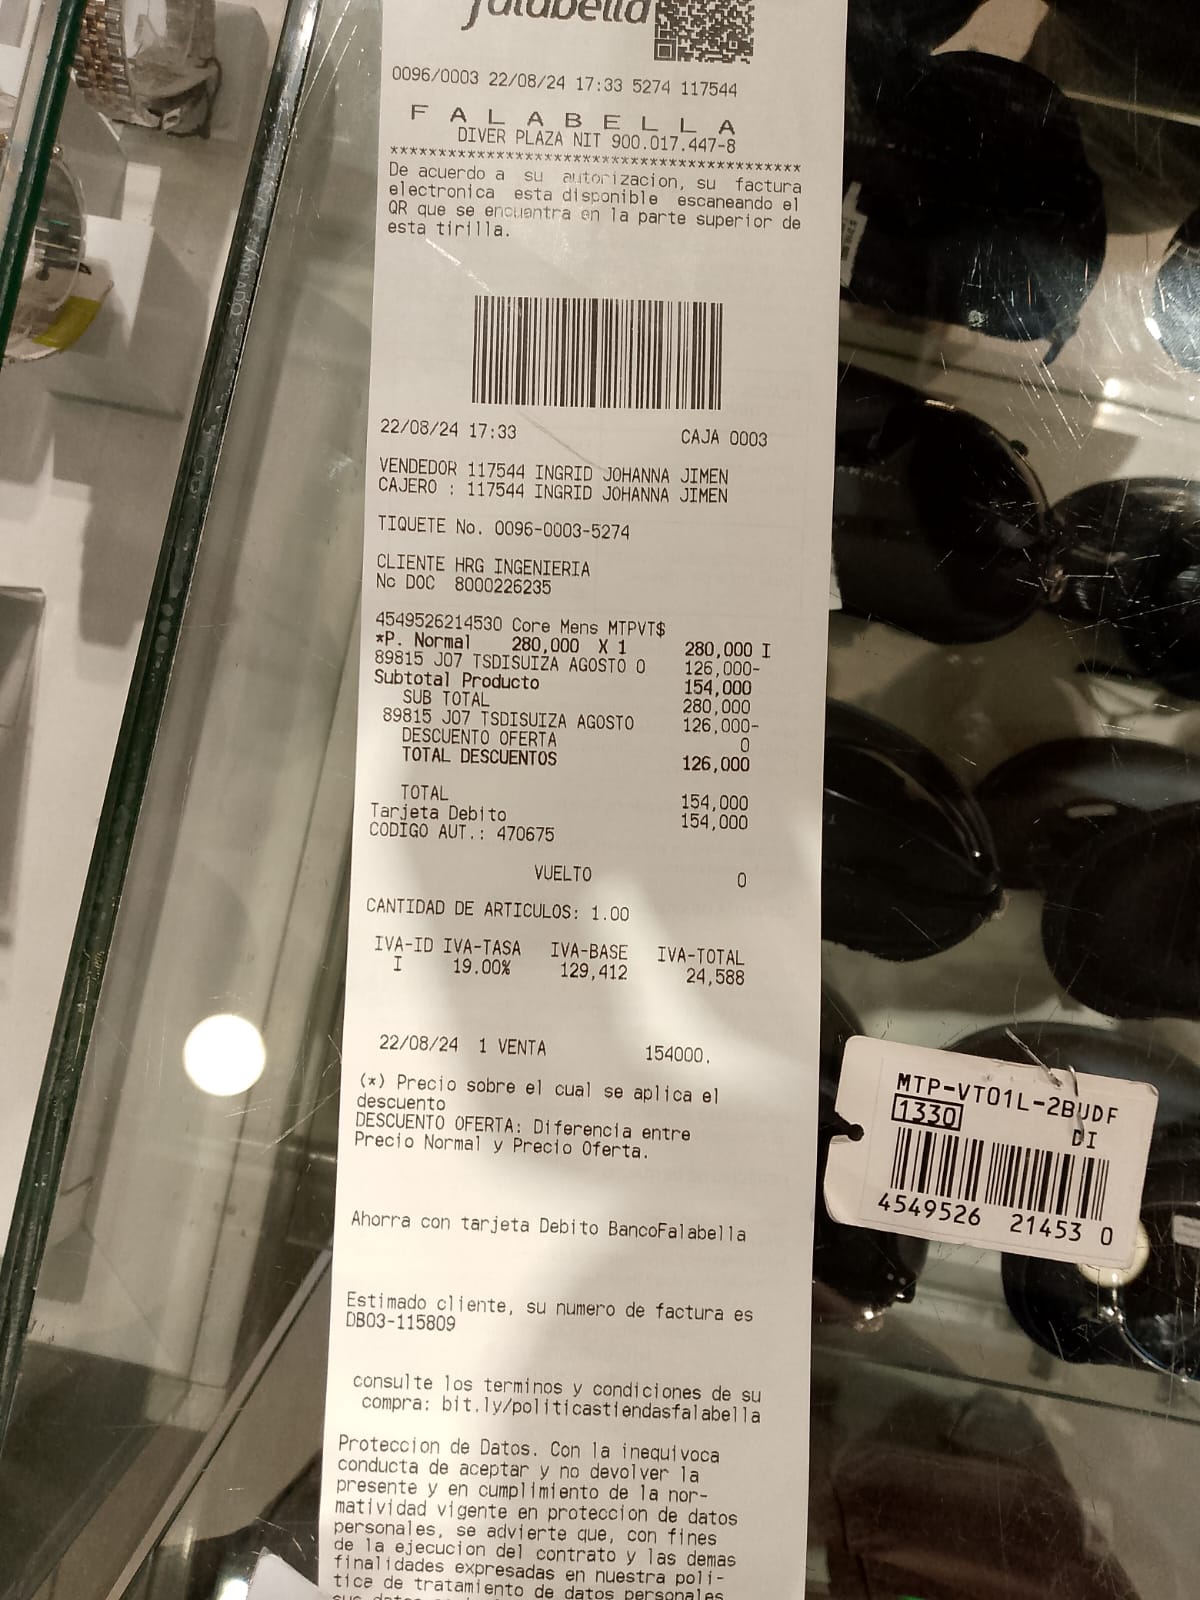 falabella
0096/0003 22/08/24 17:33 5274 117544
F A L A B E L L A
DIVER PLAZA NIT 900.017.447-8
*******************************************
De acuerdo a su autorizacion, su factura
electronica esta disponible escaneando el
QR que se encuentra en la parte superior de
esta tirilla.
22/08/24 17:33 CAJA 0003
VENDEDOR 117544 INGRID JOHANNA JIMEN
CAJERO : 117544 INGRID JOHANNA JIMEN
TIQUETE No. 0096-0003-5274
CLIENTE HRG INGENIERIA
No DOC 8000226235
4549526214530 Core Mens MTPVT$
*P. Normal 280,000 X 1 280,000 I
89815 J07 TSDISUIZA AGOSTO O 126,000-
Subtotal Producto 154,000
SUB TOTAL 280,000
89815 J07 TSDISUIZA AGOSTO 126,000-
DESCUENTO OFERTA 0
TOTAL DESCUENTOS 126,000
TOTAL 154,000
Tarjeta Debito 154,000
CODIGO AUT.: 470675
VUELTO 0
CANTIDAD DE ARTICULOS: 1.00
IVA-ID IVA-TASA IVA-BASE IVA-TOTAL
I 19.00% 129,412 24,588
22/08/24 1 VENTA 154000.
(*) Precio sobre el cual se aplica el
descuento
DESCUENTO OFERTA: Diferencia entre
Precio Normal y Precio Oferta.
Ahorra con tarjeta Debito BancoFalabella
Estimado cliente, su numero de factura es
DB03-115809
consulte los terminos y condiciones de su
compra: bit.ly/politicastiendasfalabella
Proteccion de Datos. Con la inequivoca
conducta de aceptar y no devolver la
presente y en cumplimiento de la nor-
matividad vigente en proteccion de datos
personales, se advierte que, con fines
de la ejecucion del contrato y las demas
finalidades expresadas en nuestra poli-
tica de tratamiento de datos personales
MTP-VT01L-2BUDF
1330 DI
4549526 21453 0